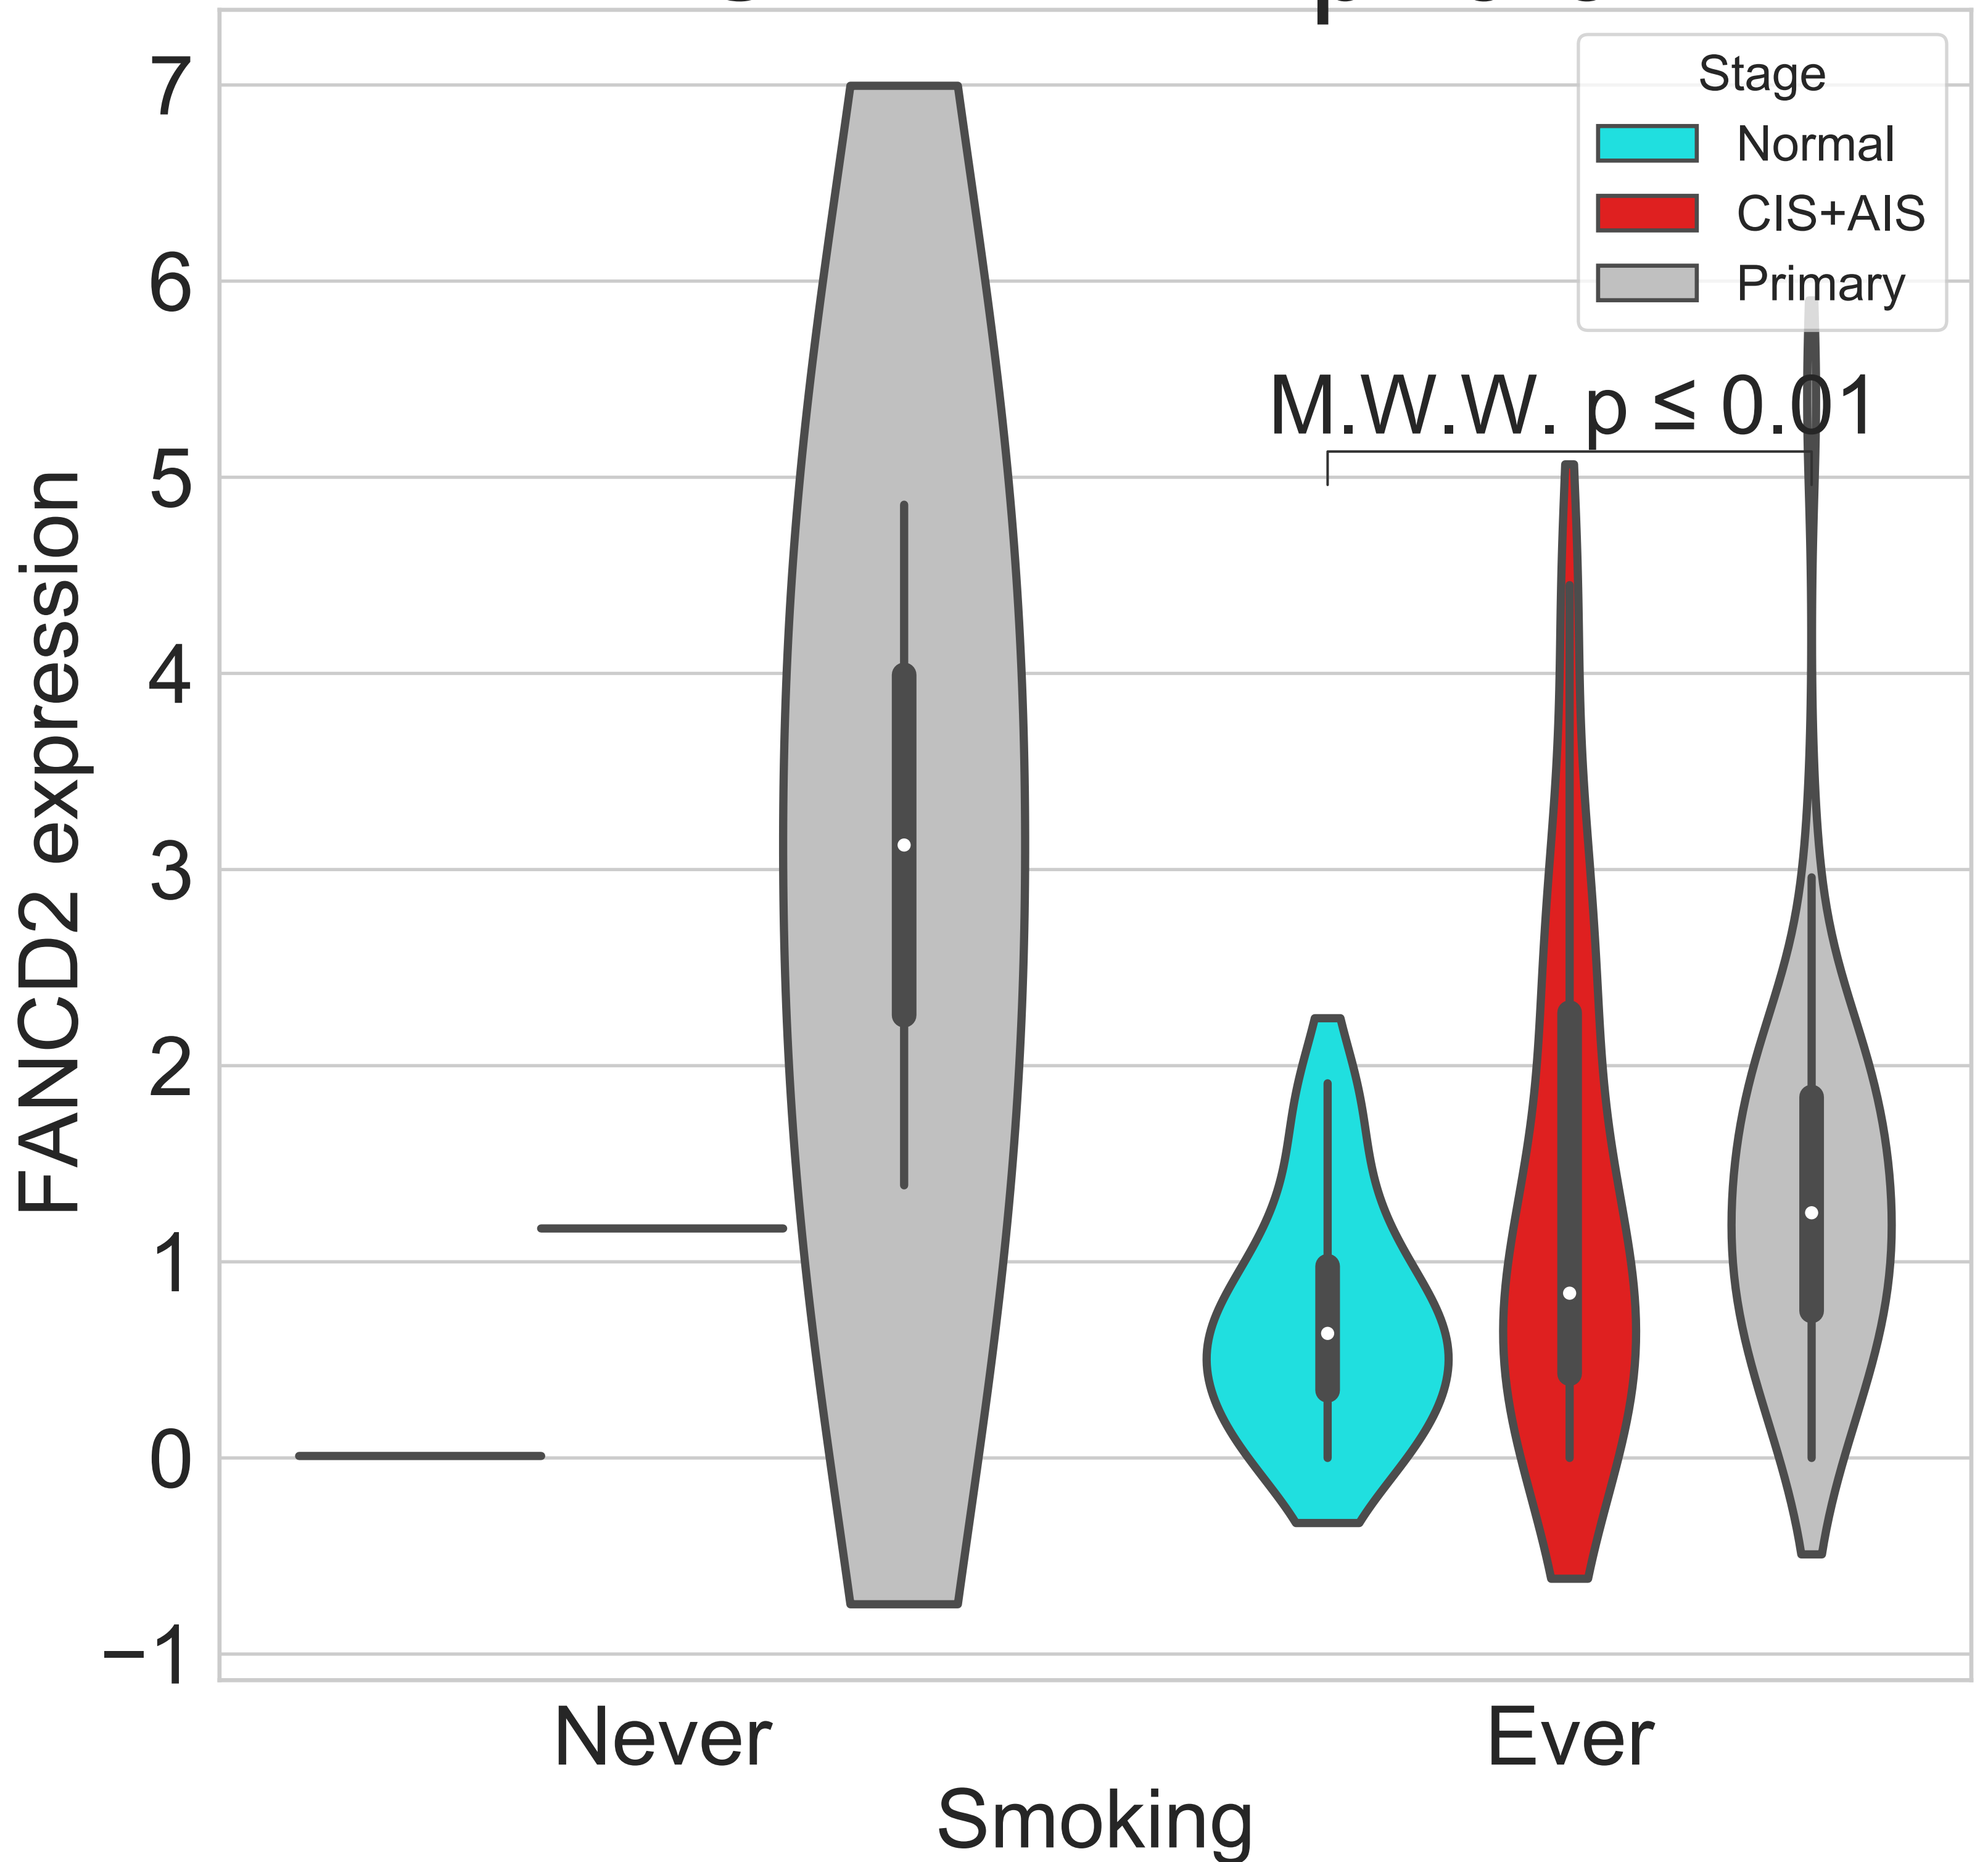 Stage
Normal
CIS+AIS
Primary
M.W.W. p ≤ 0.01
FANCD2 expression
7
6
5
4
3
2
1
0
−1
Never
Ever
Smoking